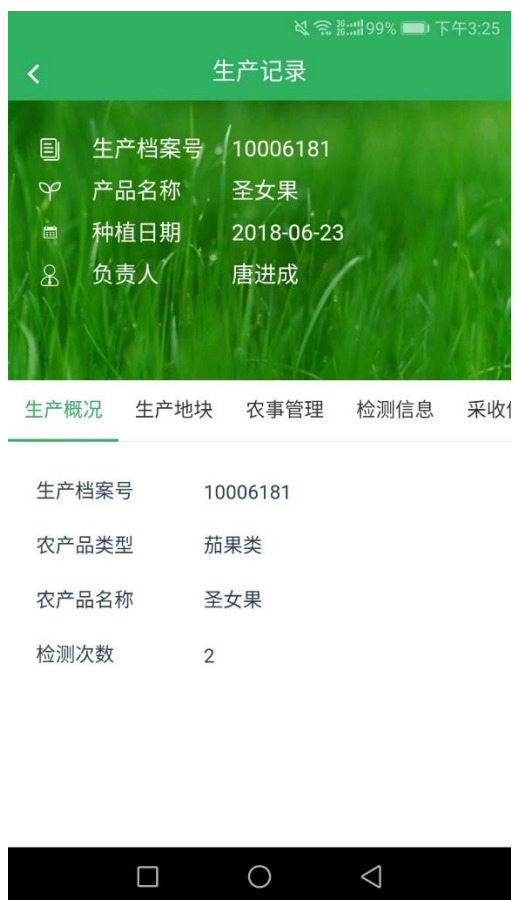 99% 下午3:25
生产记录
生产档案号 10006181
产品名称 圣女果
种植日期 2018-06-23
负责人 唐进成
生产概况 生产地块 农事管理 检测信息 采收
生产档案号 10006181
农产品类型 茄果类
农产品名称 圣女果
检测次数 2